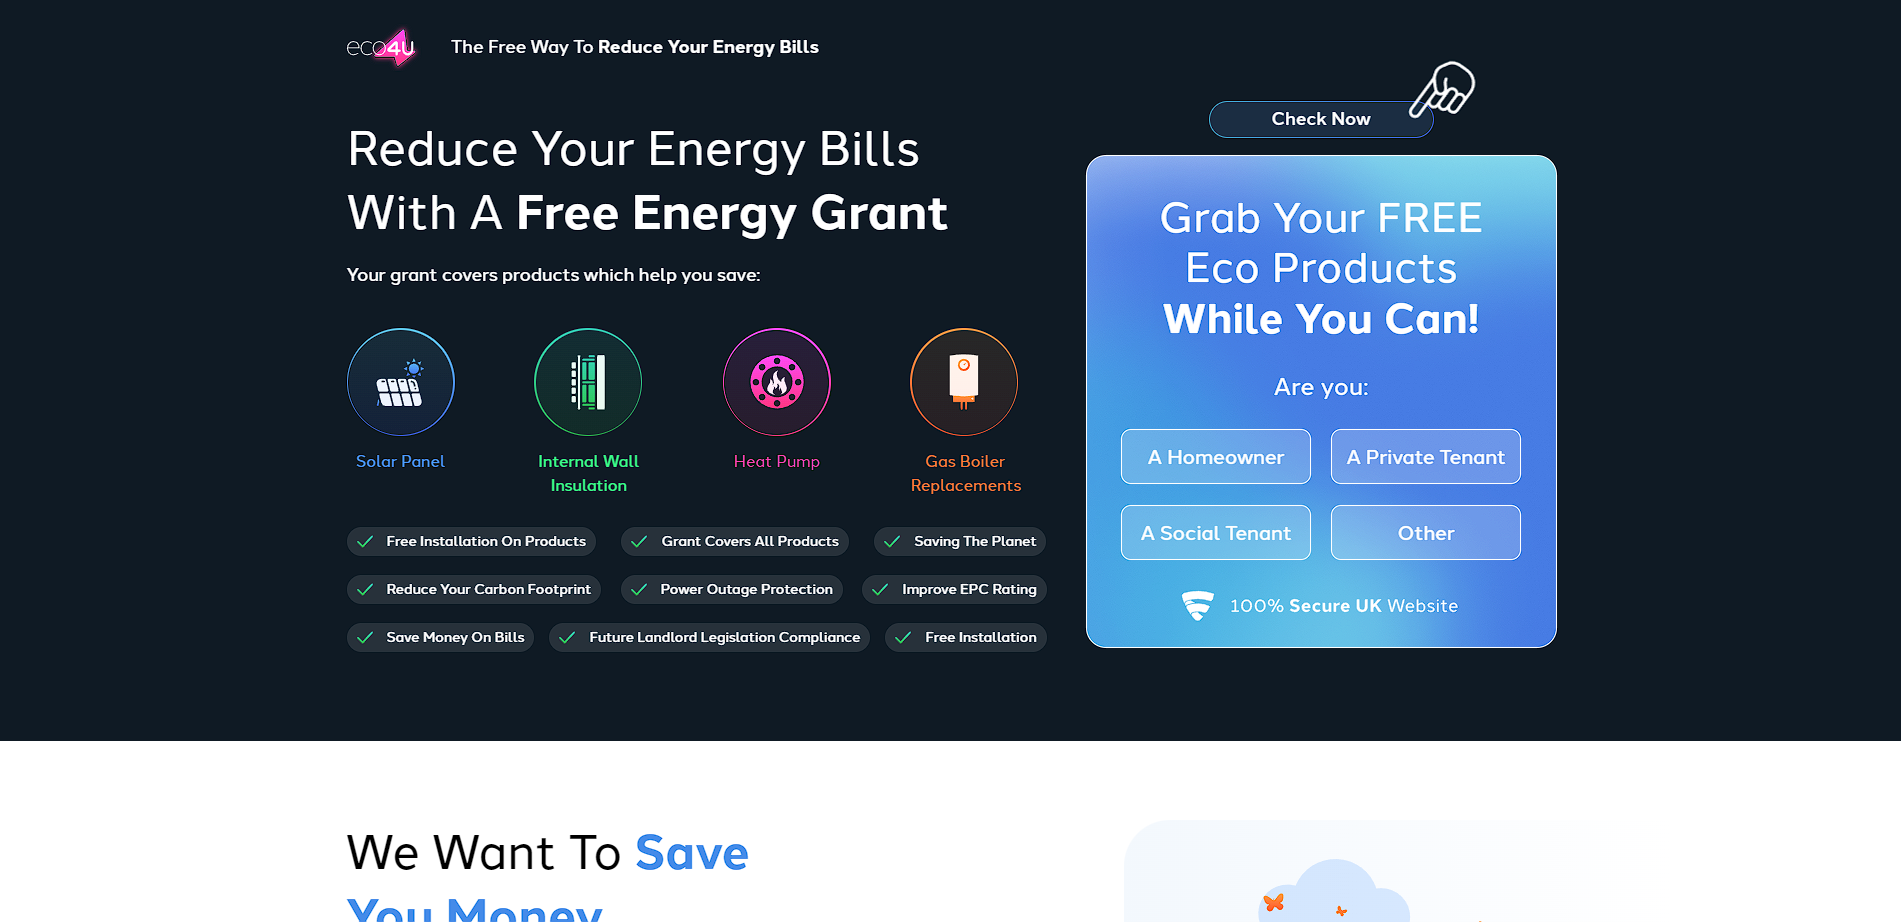 eco4u
The Free Way To Reduce Your Energy Bills
Reduce Your Energy Bills
With A Free Energy Grant
Your grant covers products which help you save:
Solar Panel
Internal Wall
Insulation
Heat Pump
Gas Boiler
Replacements
Free Installation On Products
Grant Covers All Products
Saving The Planet
Reduce Your Carbon Footprint
Power Outage Protection
Improve EPC Rating
Save Money On Bills
Future Landlord Legislation Compliance
Free Installation
Check Now
Grab Your FREE
Eco Products
While You Can!
Are you:
A Homeowner
A Private Tenant
A Social Tenant
Other
100% Secure UK Website
We Want To Save
You Money